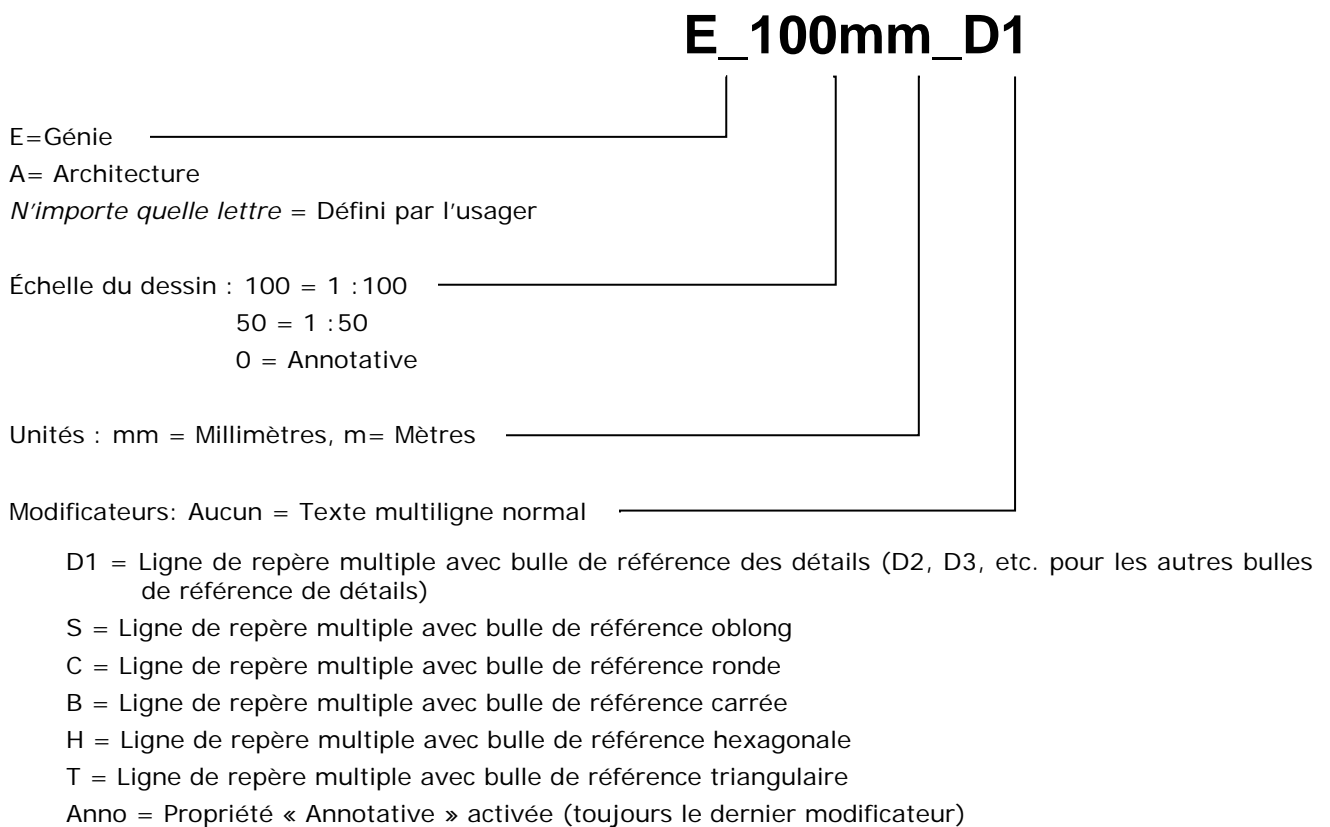 E_100mm_D1
E=Génie
A= Architecture
N'importe quelle lettre = Défini par l'usager
Échelle du dessin : 100 = 1 :100
50 = 1 :50
0 = Annotative
Unités : mm = Millimètres, m= Mètres
Modificateurs: Aucun = Texte multiligne normal
D1 = Ligne de repère multiple avec bulle de référence des détails (D2, D3, etc. pour les autres bulles
de référence de détails)
S = Ligne de repère multiple avec bulle de référence oblong
C = Ligne de repère multiple avec bulle de référence ronde
B = Ligne de repère multiple avec bulle de référence carrée
H = Ligne de repère multiple avec bulle de référence hexagonale
T = Ligne de repère multiple avec bulle de référence triangulaire
Anno = Propriété « Annotative » activée (toujours le dernier modificateur)